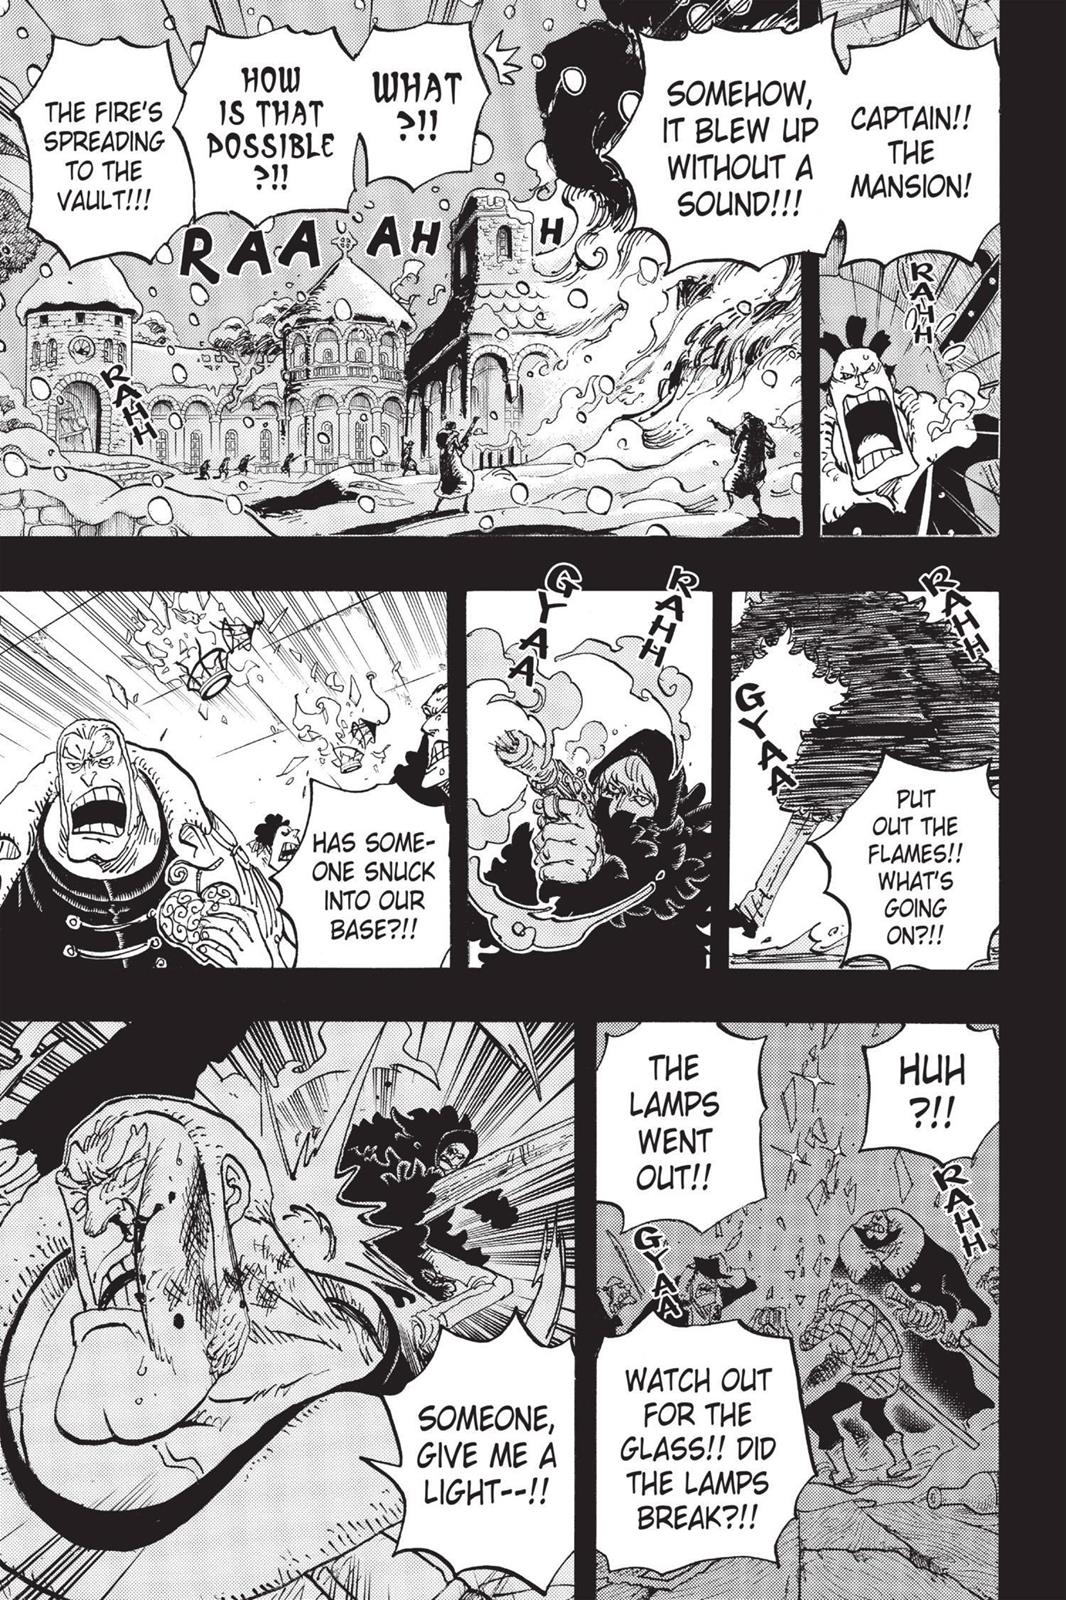 CAPTAIN!!
THE
MANSION!
SOMEHOW,
IT BLEW UP
WITHOUT A
SOUND!!!
WHAT
?!!
HOW
IS THAT
POSSIBLE
?!!
THE FIRE'S
SPREADING
TO THE
VAULT!!!
RAHH
RAAAHH
RAHH
RAHH
GYAA
PUT
OUT THE
FLAMES!!
WHAT'S
GOING
ON?!!
RAHH
GYAA
HAS SOME-
ONE SNUCK
INTO OUR
BASE?!!
HUH
?!!
THE
LAMPS
WENT
OUT!!
RAHH
GYAA
WATCH OUT
FOR THE
GLASS!! DID
THE LAMPS
BREAK?!!
SOMEONE,
GIVE ME A
LIGHT--!!